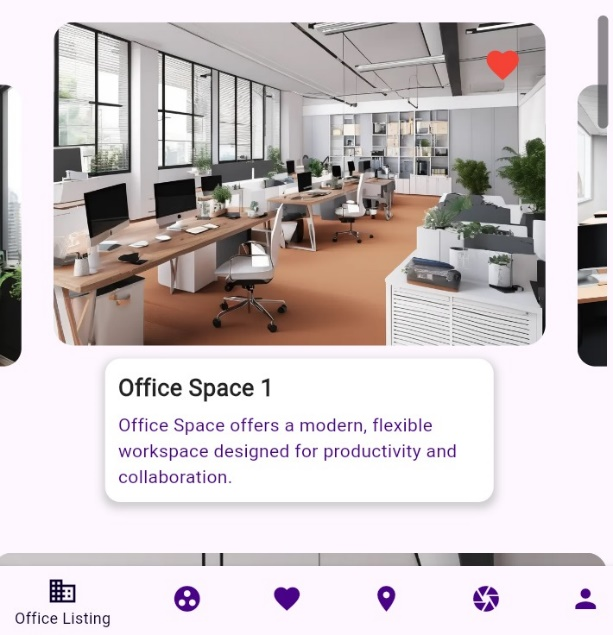 Office Space 1
Office Space offers a modern, flexible
workspace designed for productivity and
collaboration.
Office Listing